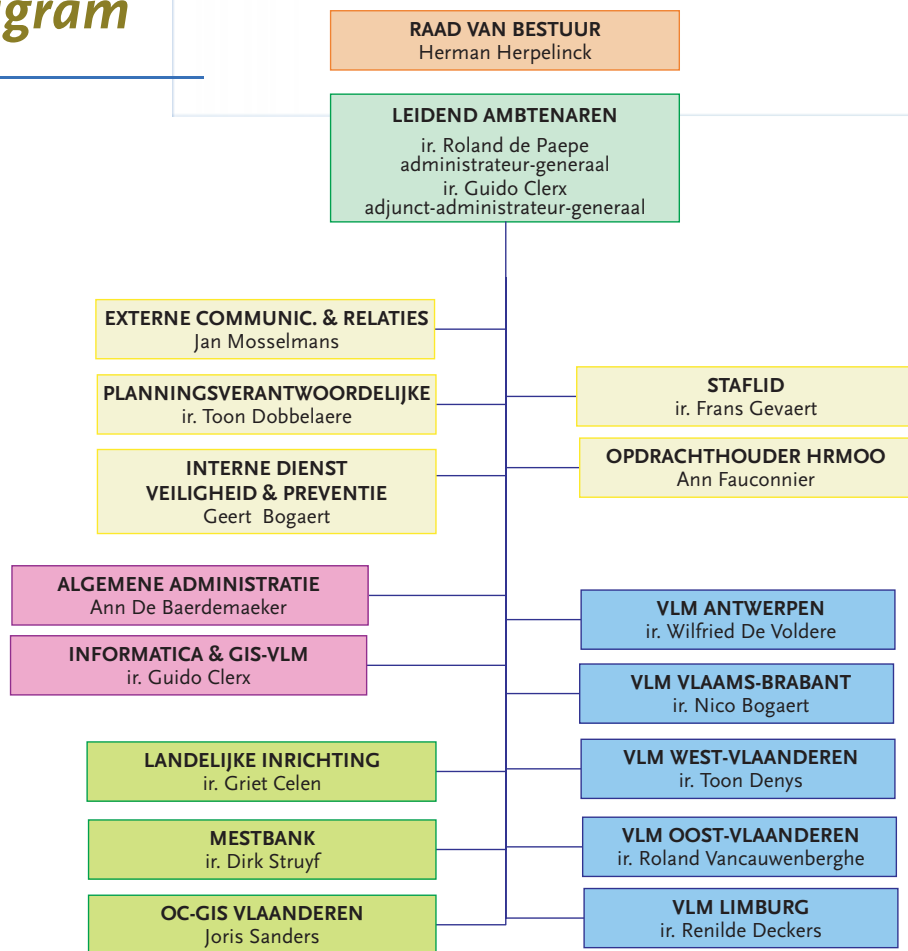 gram
RAAD VAN BESTUUR
Herman Herpelinck
LEIDEND AMBTENAREN
ir. Roland de Paepe
administrateur-generaal
ir. Guido Clerx
adjunct-administrateur-generaal
EXTERNE COMMUNIC. & RELATIES
Jan Mosselmans
PLANNINGSVERANTWOORDELIJKE
ir. Toon Dobbelaere
INTERNE DIENST
VEILIGHEID & PREVENTIE
Geert Bogaert
STAFLID
ir. Frans Gevaert
OPDRACHTHOUDER HRMOO
Ann Fauconnier
ALGEMENE ADMINISTRATIE
Ann De Baerdemaeker
INFORMATICA & GIS-VLM
ir. Guido Clerx
LANDELIJKE INRICHTING
ir. Griet Celen
MESTBANK
ir. Dirk Struyf
OC-GIS VLAANDEREN
Joris Sanders
VLM ANTWERPEN
ir. Wilfried De Voldere
VLM VLAAMS-BRABANT
ir. Nico Bogaert
VLM WEST-VLAANDEREN
ir. Toon Denys
VLM OOST-VLAANDEREN
ir. Roland Vancauwenberghe
VLM LIMBURG
ir. Renilde Deckers